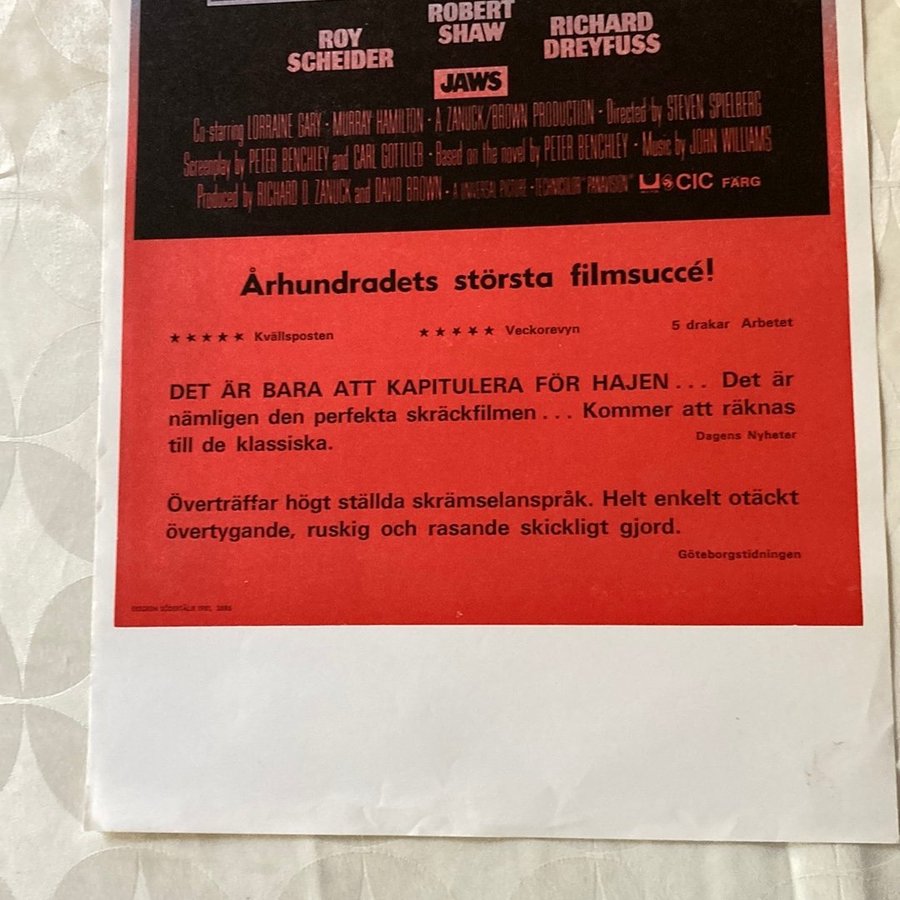 ROY
SCHEIDER
ROBERT
SHAW
RICHARD
DREYFUSS
JAWS
Co-starring LORRAINE GARY · MURRAY HAMILTON · A ZANUCK/BROWN PRODUCTION · Directed by STEVEN SPIELBERG
Screenplay by PETER BENCHLEY and CARL GOTTLIEB · Based on the novel by PETER BENCHLEY · Music by JOHN WILLIAMS
Produced by RICHARD D. ZANUCK and DAVID BROWN · A UNIVERSAL PICTURE · TECHNICOLOR® PANAVISION® CIC FÄRG
Århundradets största filmsuccé!
★★★★★ Kvällsposten ★★★★★ Veckorevyn 5 drakar Arbetet
DET ÄR BARA ATT KAPITULERA FÖR HAJEN... Det är
nämligen den perfekta skräckfilmen... Kommer att räknas
till de klassiska.
Dagens Nyheter
Överträffar högt ställda skrämselanspråk. Helt enkelt otäckt
övertygande, ruskig och rasande skickligt gjord.
Göteborgstidningen